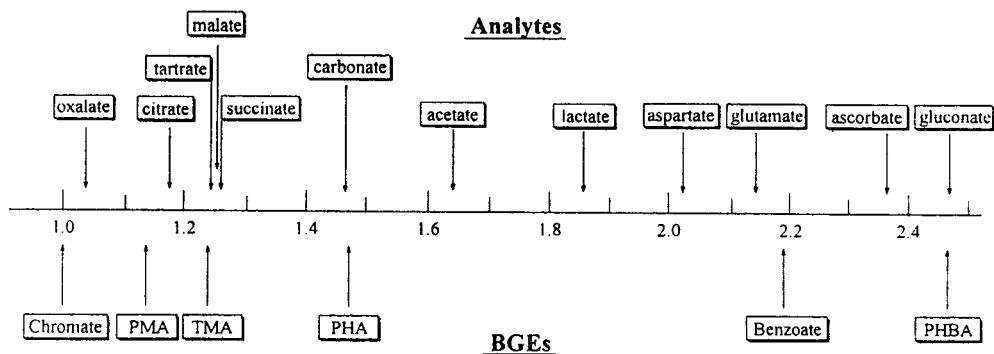 malate
Analytes
tartrate
carbonate
oxalate
citrate
succinate
acetate
lactate
aspartate
glutamate
ascorbate
gluconate
1.0 1.2 1.4 1.6 1.8 2.0 2.2 2.4
Chromate
PMA
TMA
PHA
Benzoate
PHBA
BGEs